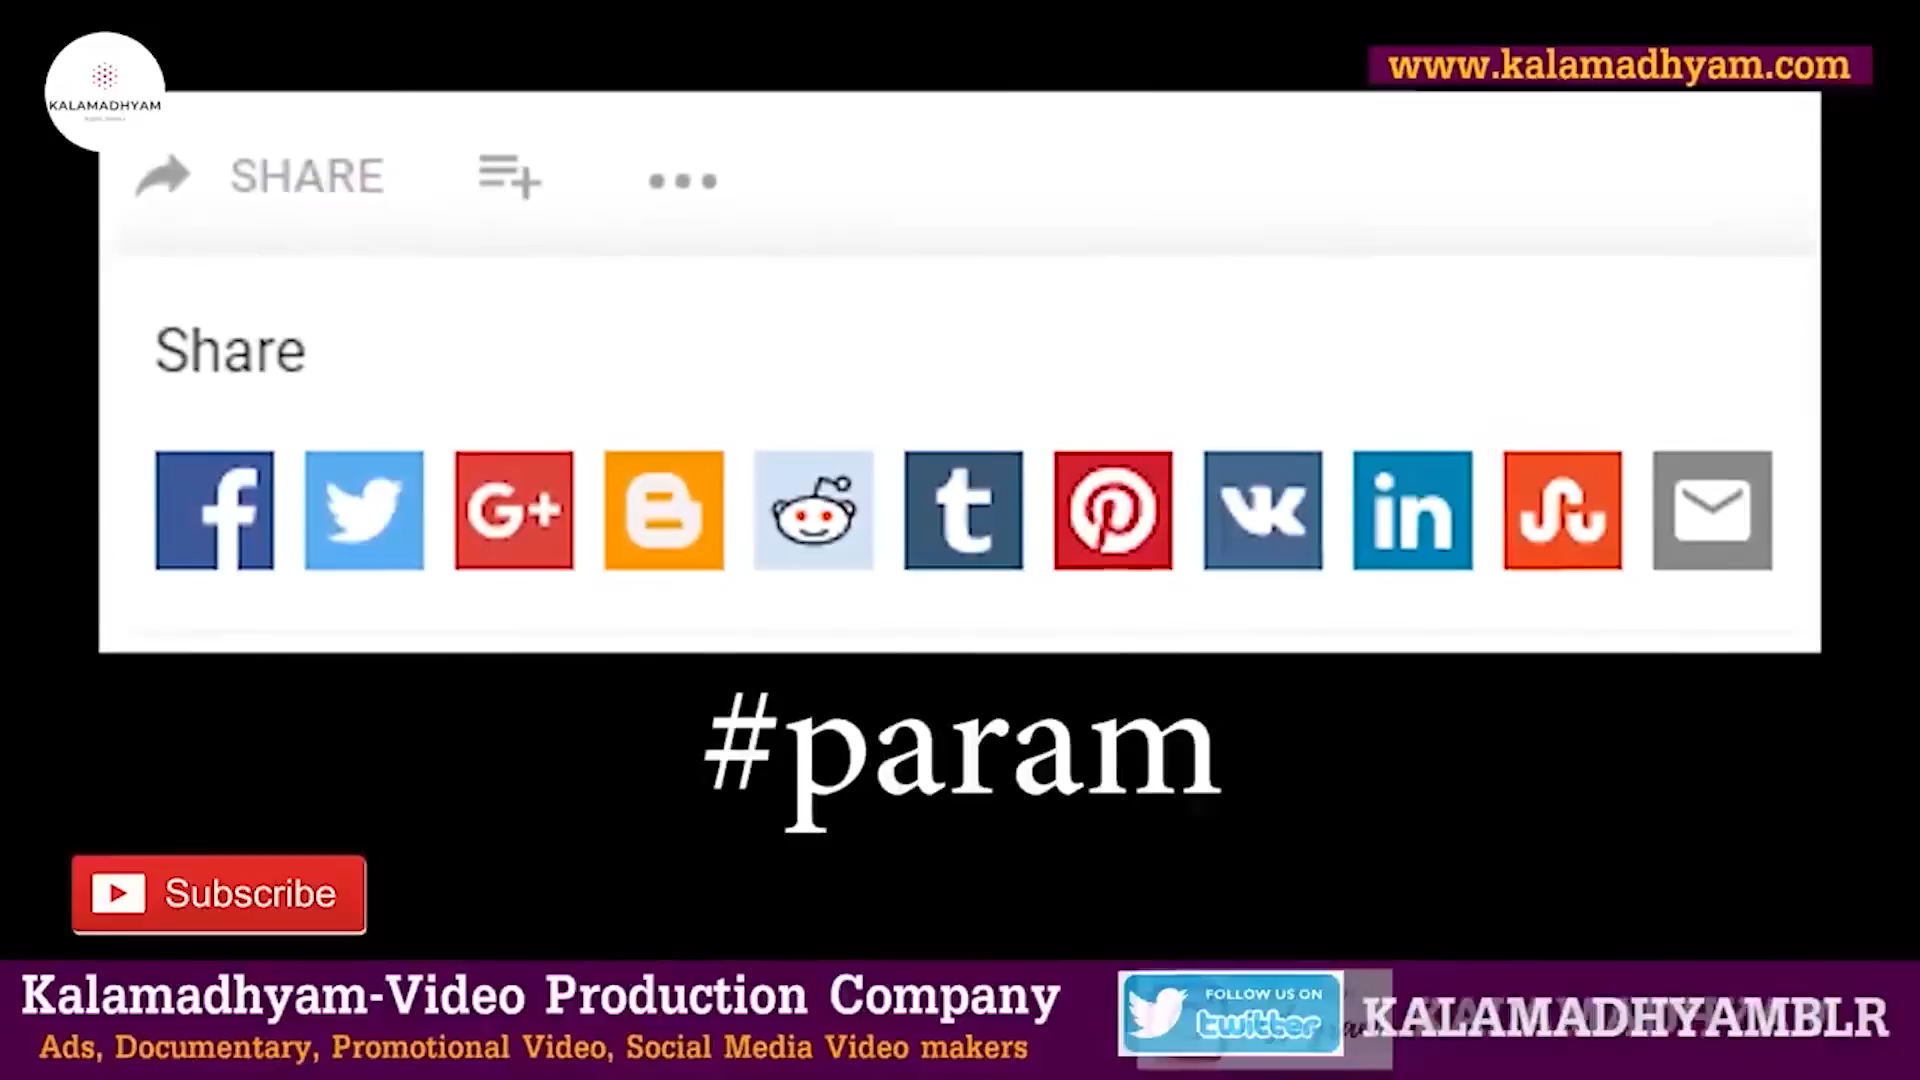 KALAMADHYAM
www.kalamadhyam.com
SHARE
Share
G+
#param
Subscribe
Kalamadhyam-Video Production Company
Ads, Documentary, Promotional Video, Social Media Video makers
FOLLOW US ON
twitter
KALAMADHYAMBLR